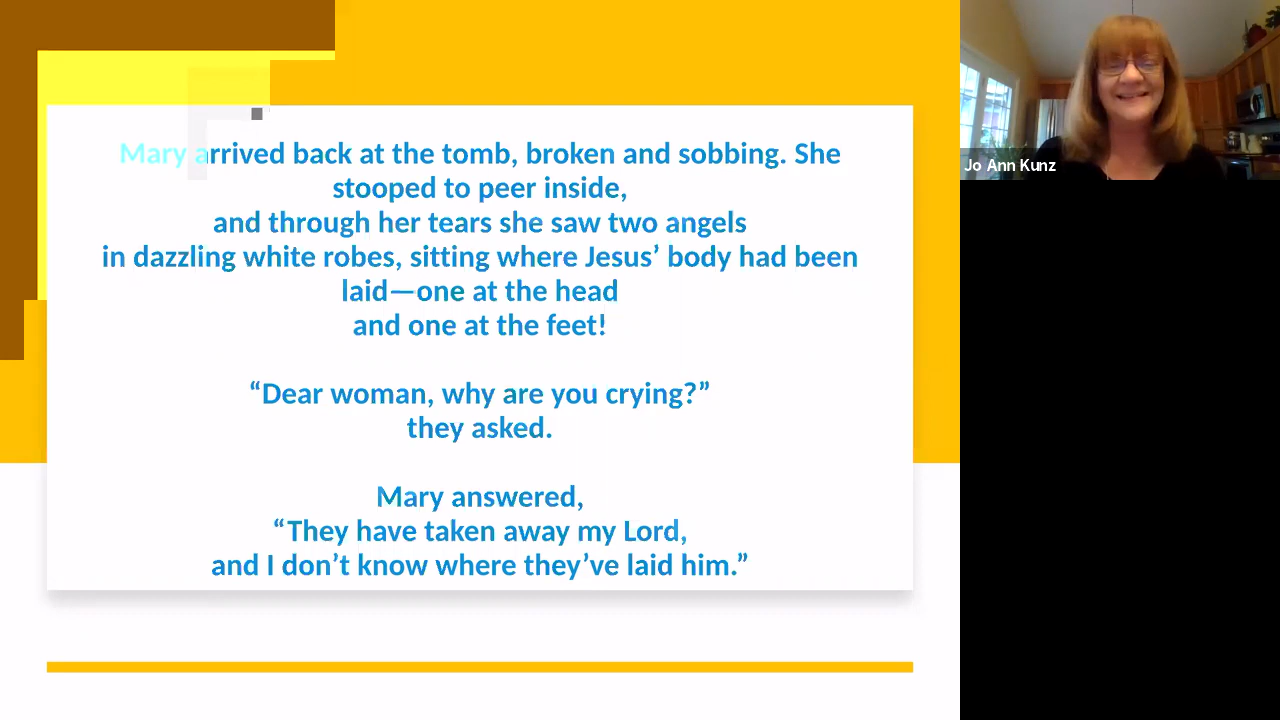 Mary arrived back at the tomb, broken and sobbing. She
stooped to peer inside,
and through her tears she saw two angels
in dazzling white robes, sitting where Jesus’ body had been
laid—one at the head
and one at the feet!
“Dear woman, why are you crying?”
they asked.
Mary answered,
“They have taken away my Lord,
and I don’t know where they’ve laid him.”
Jo Ann Kunz